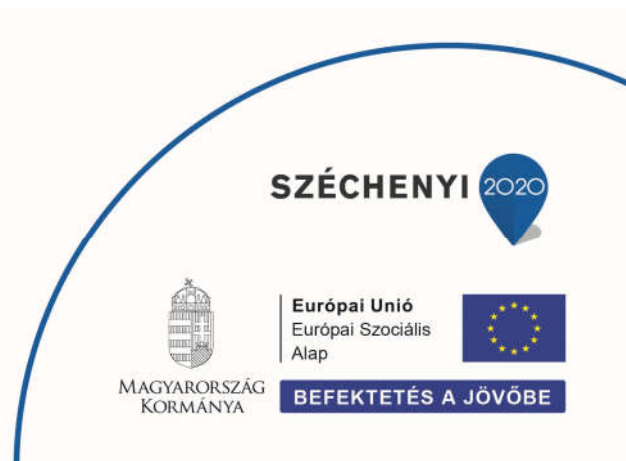 SZÉCHENYI 2020
Európai Unió
Európai Szociális
Alap
MAGYARORSZÁG
KORMÁNYA
BEFEKTETÉS A JÖVŐBE